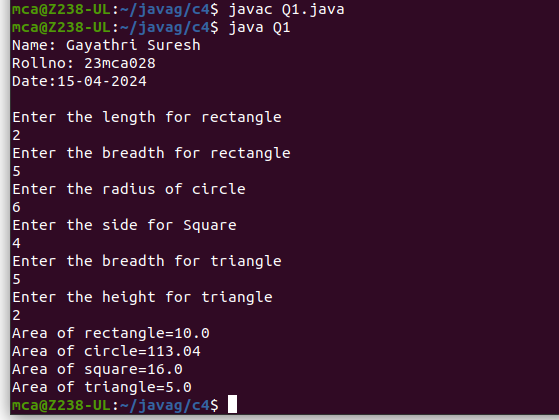 mca@Z238-UL:~/javag/c4$ javac Q1.java
mca@Z238-UL:~/javag/c4$ java Q1
Name: Gayathri Suresh
Rollno: 23mca028
Date:15-04-2024
Enter the length for rectangle
2
Enter the breadth for rectangle
5
Enter the radius of circle
6
Enter the side for Square
4
Enter the breadth for triangle
5
Enter the height for triangle
2
Area of rectangle=10.0
Area of circle=113.04
Area of square=16.0
Area of triangle=5.0
mca@Z238-UL:~/javag/c4$